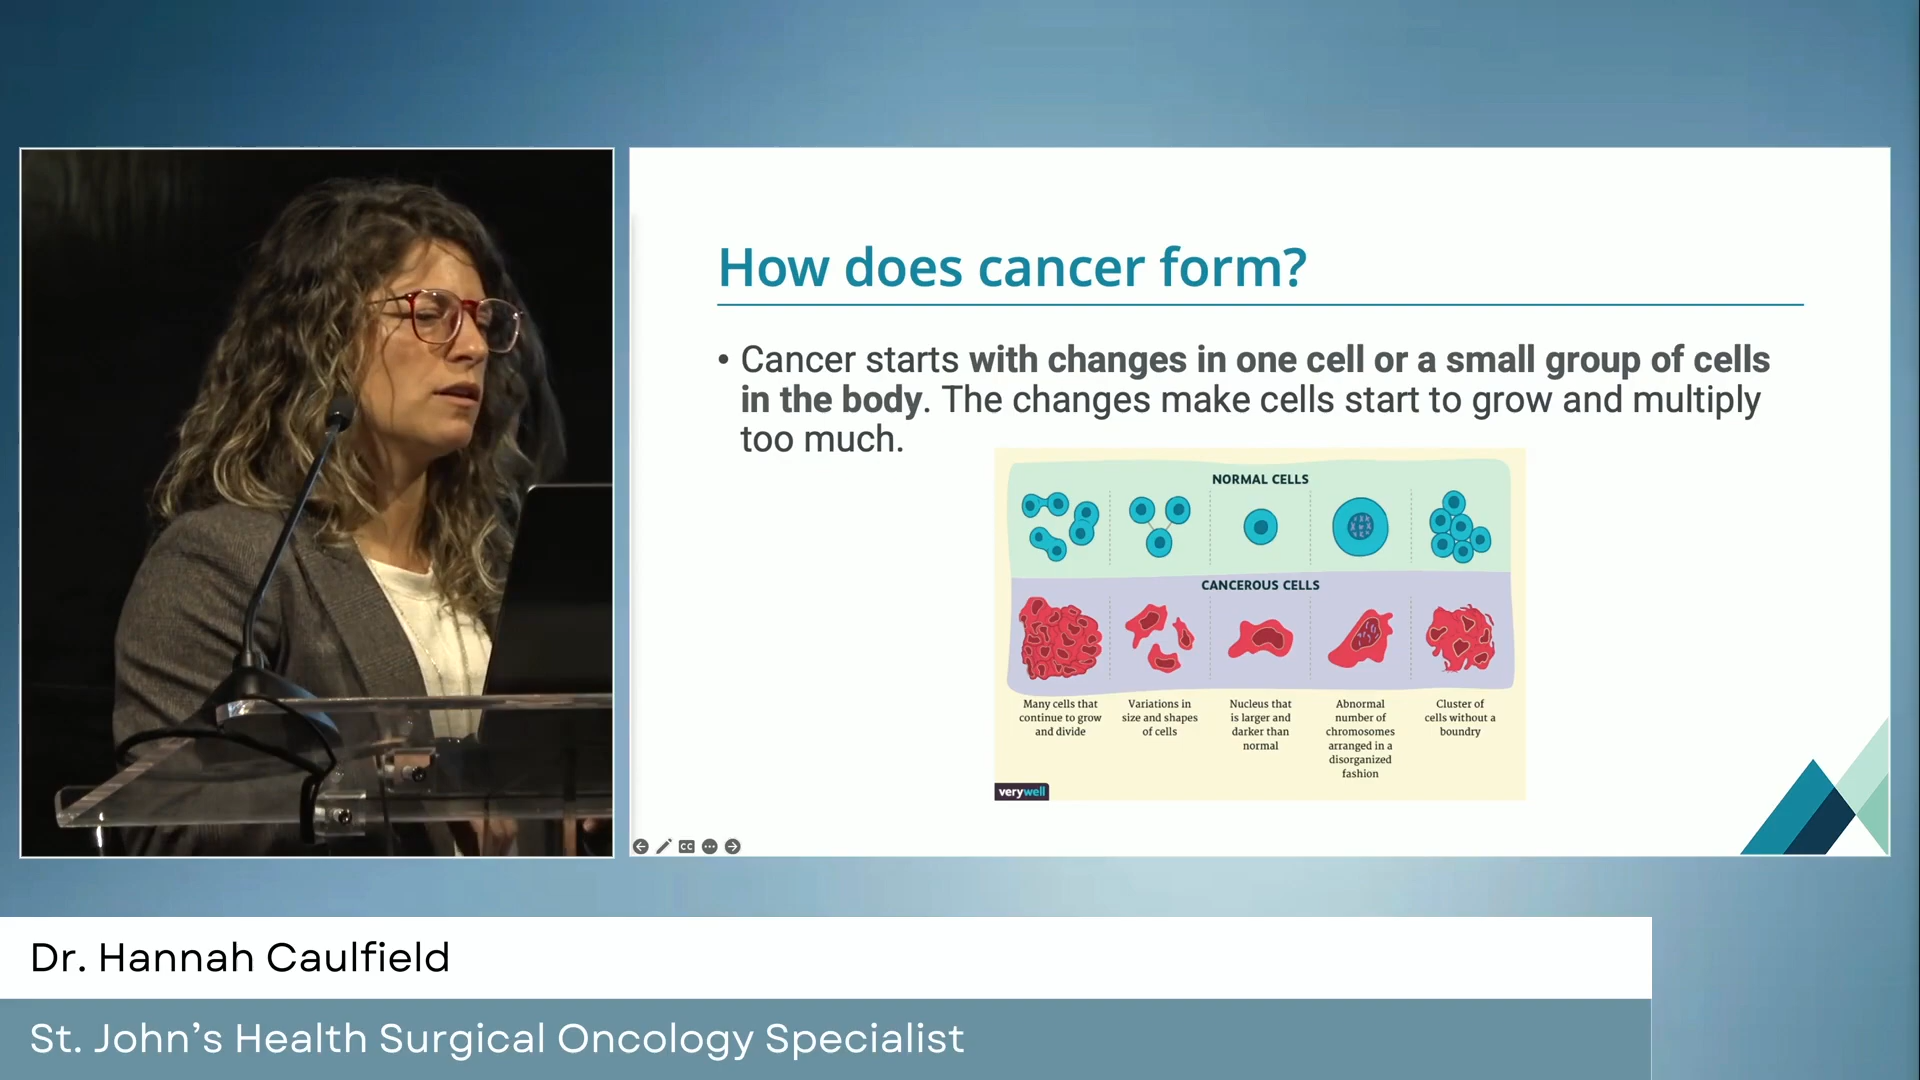 How does cancer form?
• Cancer starts with changes in one cell or a small group of cells
in the body. The changes make cells start to grow and multiply
too much.
NORMAL CELLS
CANCEROUS CELLS
Many cells that
continue to grow
and divide
Variations in
size and shapes
of cells
Nucleus that
is larger and
darker than
normal
Abnormal
number of
chromosomes
arranged in a
disorganized
fashion
Cluster of
cells without a
boundry
verywell
CC
Dr. Hannah Caulfield
St. John’s Health Surgical Oncology Specialist